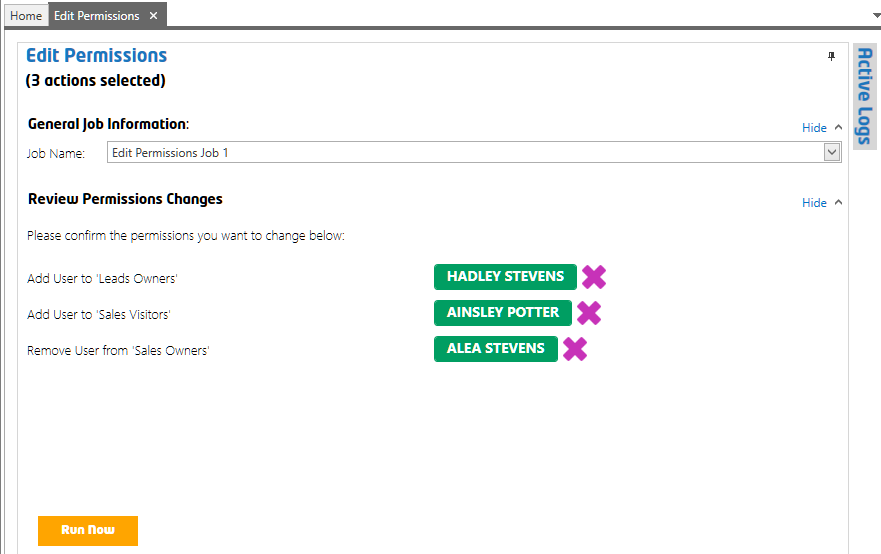 Home Edit Permissions
Edit Permissions
(3 actions selected)
General Job Information: Hide
Job Name: Edit Permissions Job 1
Review Permissions Changes Hide
Please confirm the permissions you want to change below:
Add User to 'Leads Owners' HADLEY STEVENS
Add User to 'Sales Visitors' AINSLEY POTTER
Remove User from 'Sales Owners' ALEA STEVENS
Run Now
Active Logs